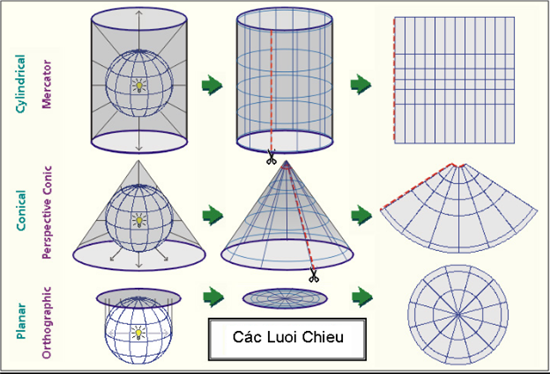 Cylindrical
Mercator
Conical
Perspective Conic
Planar
Orthographic
Các Luoi Chieu